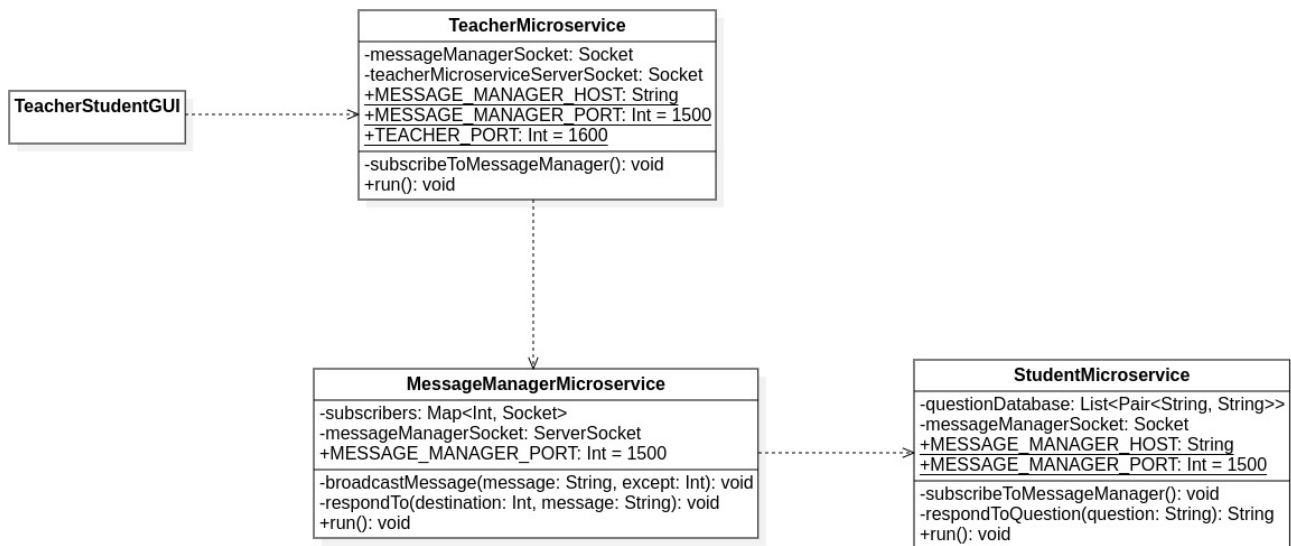 TeacherMicroservice
-messageManagerSocket: Socket
-teacherMicroserviceServerSocket: Socket
+MESSAGE_MANAGER_HOST: String
+MESSAGE_MANAGER_PORT: Int = 1500
+TEACHER_PORT: Int = 1600
-subscribeToMessageManager(): void
+run(): void
TeacherStudentGUI
MessageManagerMicroservice
-subscribers: Map<Int, Socket>
-messageManagerSocket: ServerSocket
+MESSAGE_MANAGER_PORT: Int = 1500
-broadcastMessage(message: String, except: Int): void
-respondTo(destination: Int, message: String): void
+run(): void
StudentMicroservice
-questionDatabase: List<Pair<String, String>>
-messageManagerSocket: Socket
+MESSAGE_MANAGER_HOST: String
+MESSAGE_MANAGER_PORT: Int = 1500
-subscribeToMessageManager(): void
-respondToQuestion(question: String): String
+run(): void